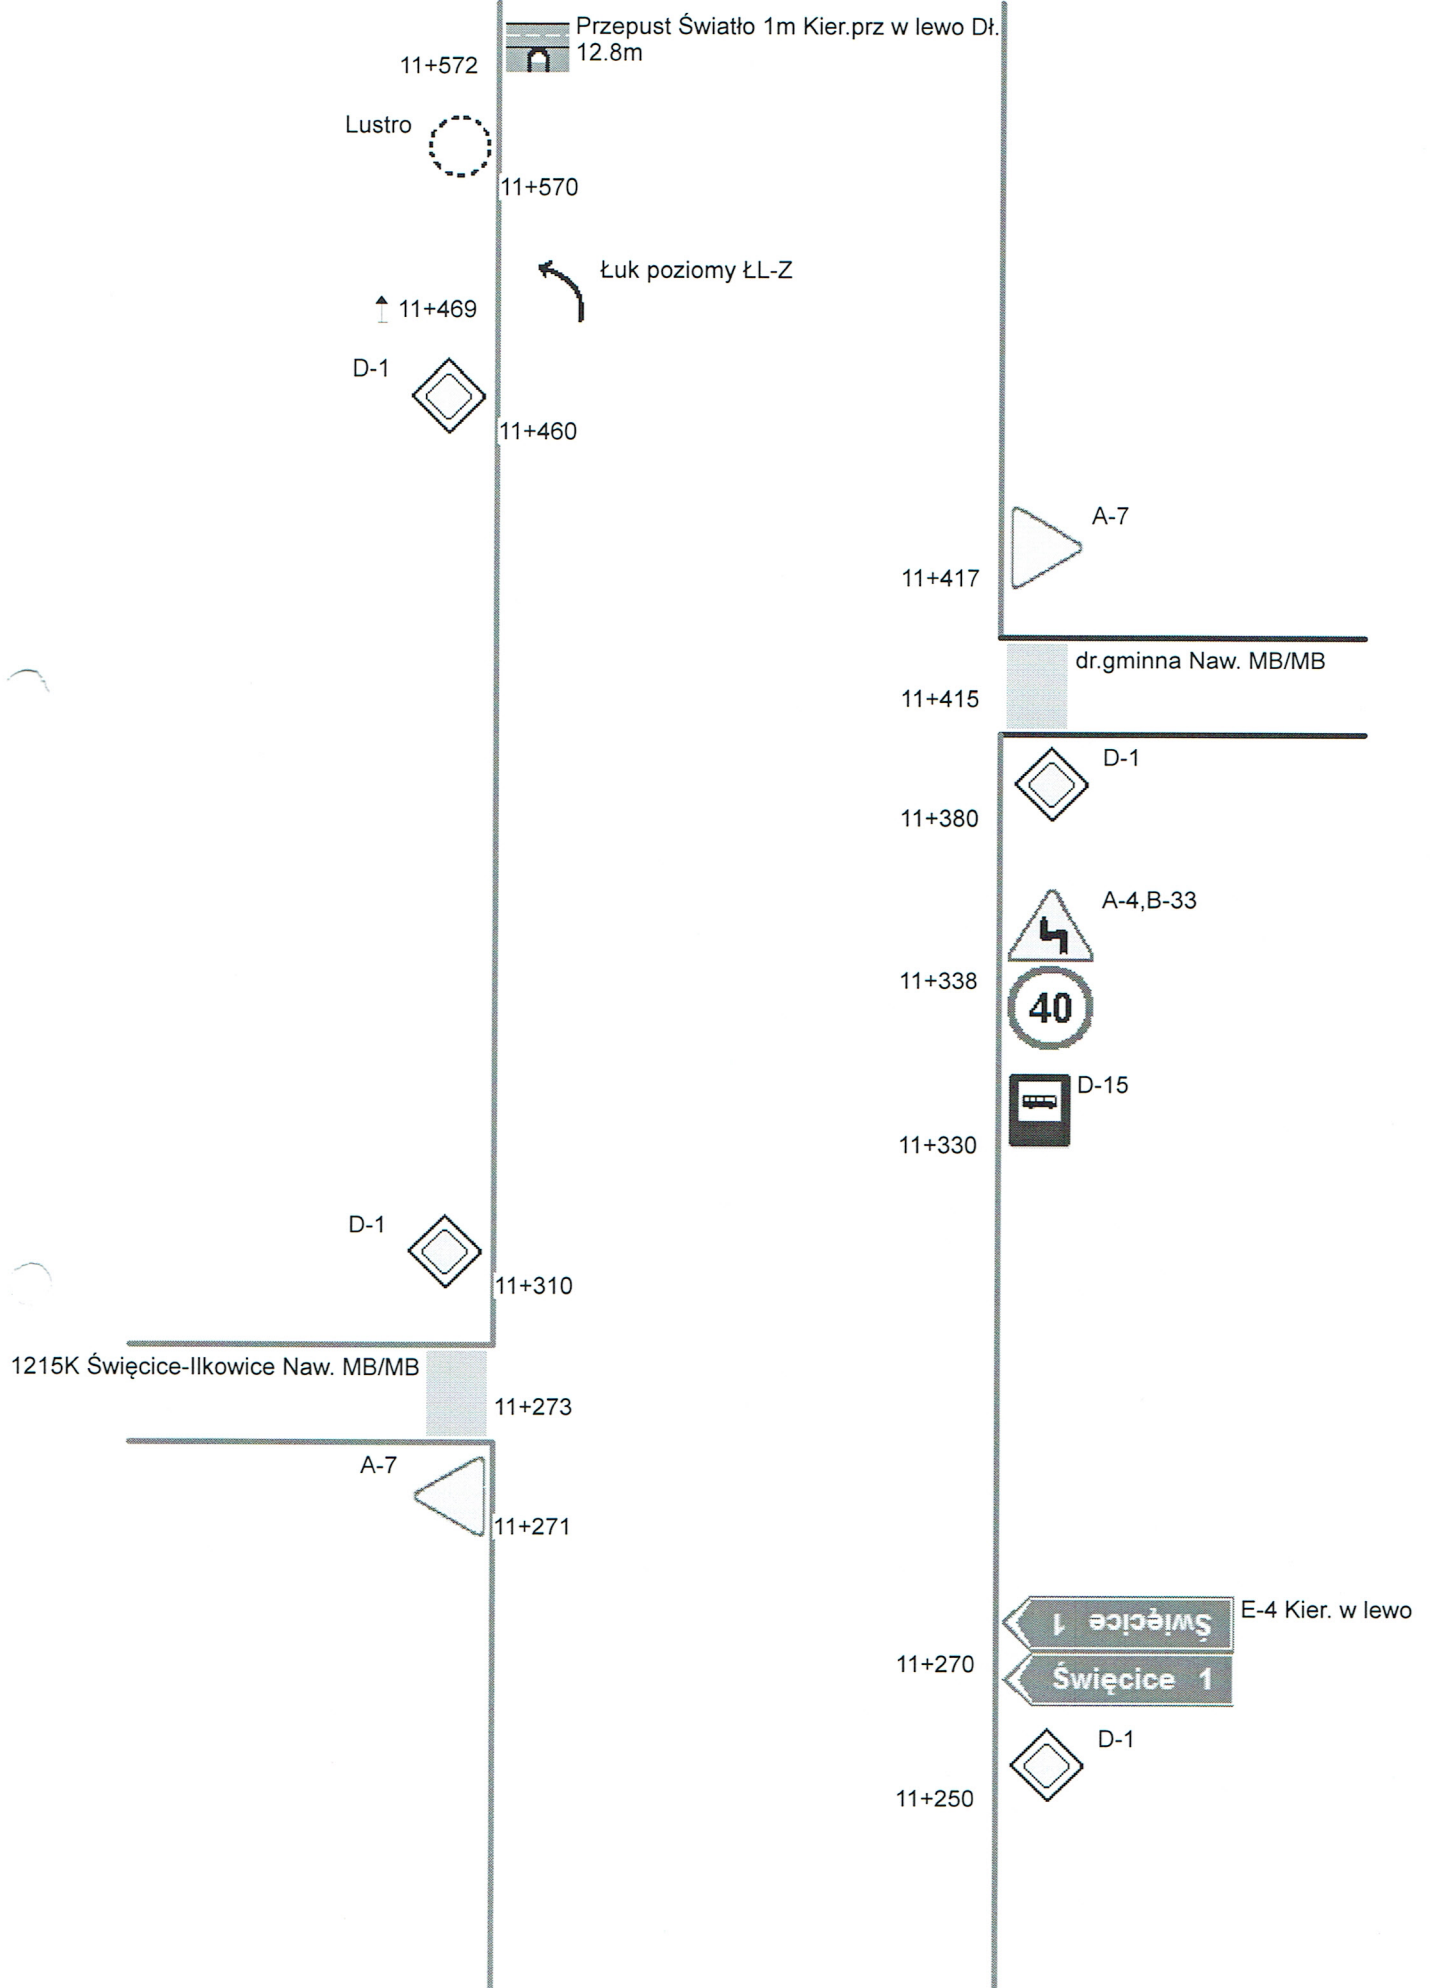 Przepust Światło 1m Kier.prz w lewo Dł.
12.8m
11+572
Lustro
11+570
Łuk poziomy ŁL-Z
11+469
D-1
11+460
A-7
11+417
dr.gminna Naw. MB/MB
11+415
D-1
11+380
A-4,B-33
11+338
40
D-15
11+330
D-1
11+310
1215K Święcice-Ilkowice Naw. MB/MB
11+273
A-7
11+271
E-4 Kier. w lewo
Święcice 1
11+270
Święcice 1
D-1
11+250